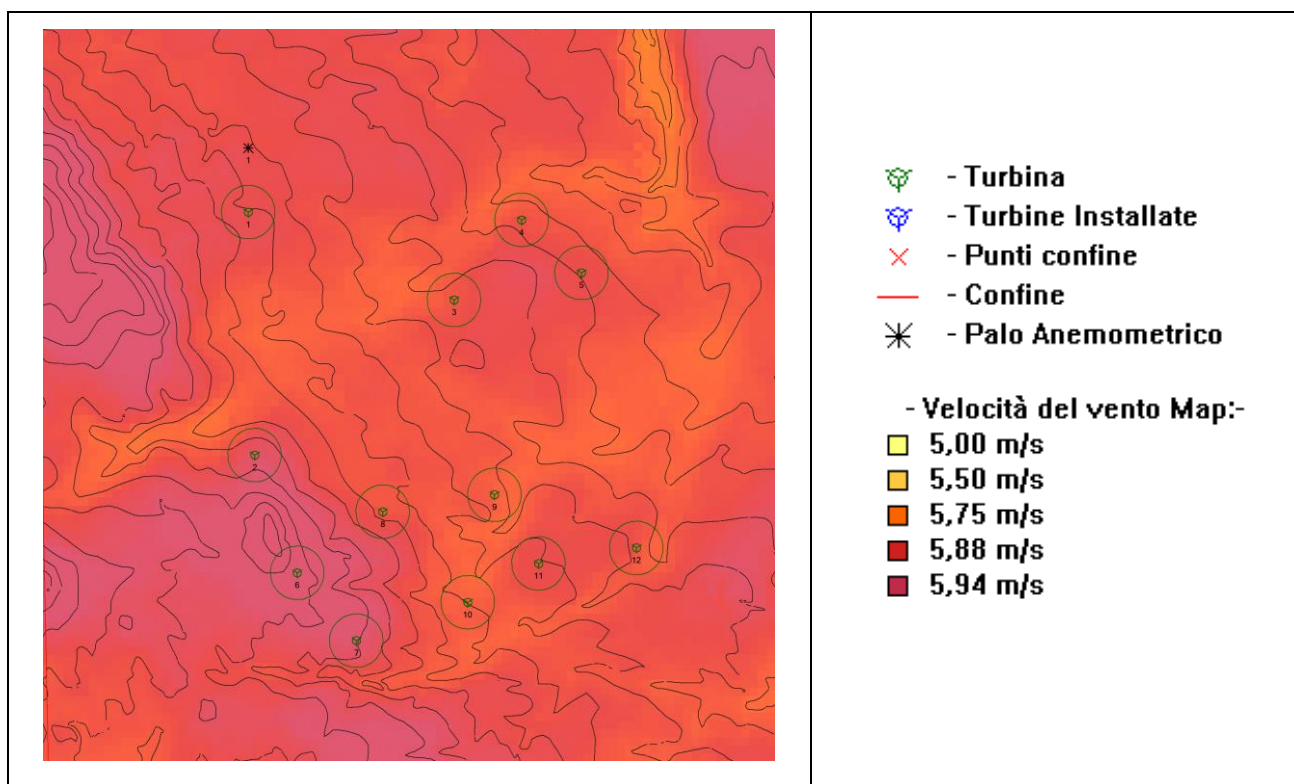 1
1
4
5
3
2
9
8
12
11
6
10
7
- Turbina
- Turbine Installate
- Punti confine
- Confine
- Palo Anemometrico
- Velocità del vento Map:-
5,00 m/s
5,50 m/s
5,75 m/s
5,88 m/s
5,94 m/s